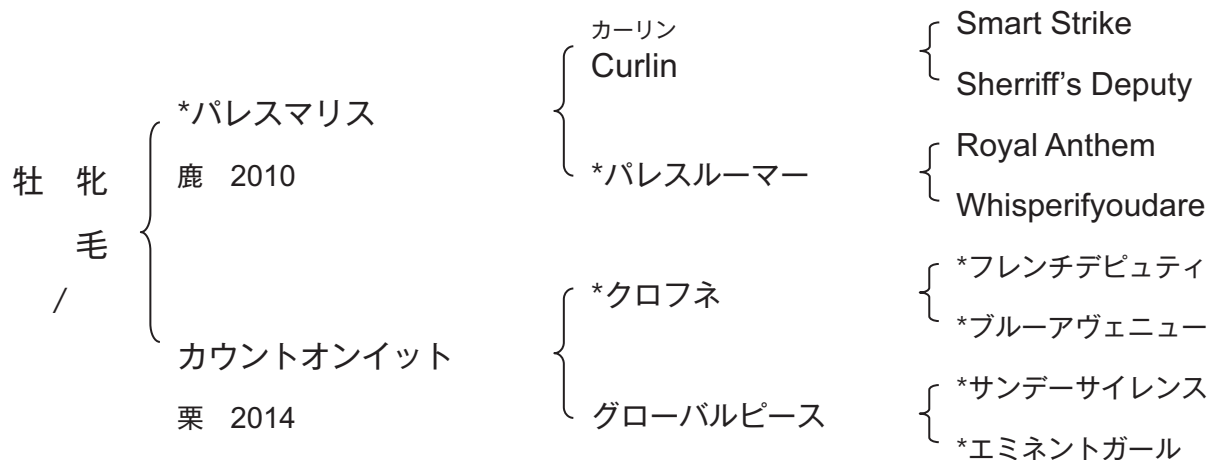 牡 牝
毛
/
*パレスマリス
鹿 2010
カウントオンイット
栗 2014
カーリン
Curlin
*パレスルーマー
*クロフネ
グローバルピース
Smart Strike
Sherriff’s Deputy
Royal Anthem
Whisperifyoudare
*フレンチデピュティ
*ブルーアヴェニュー
*サンデーサイレンス
*エミネントガール